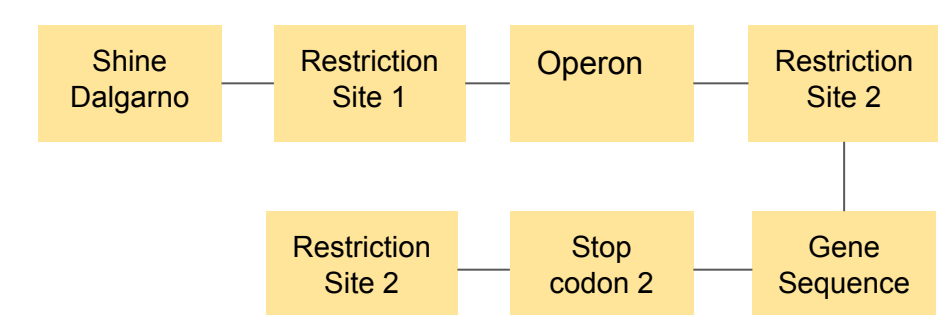 Shine
Dalgarno
Restriction
Site 1
Operon
Restriction
Site 2
Restriction
Site 2
Stop
codon 2
Gene
Sequence